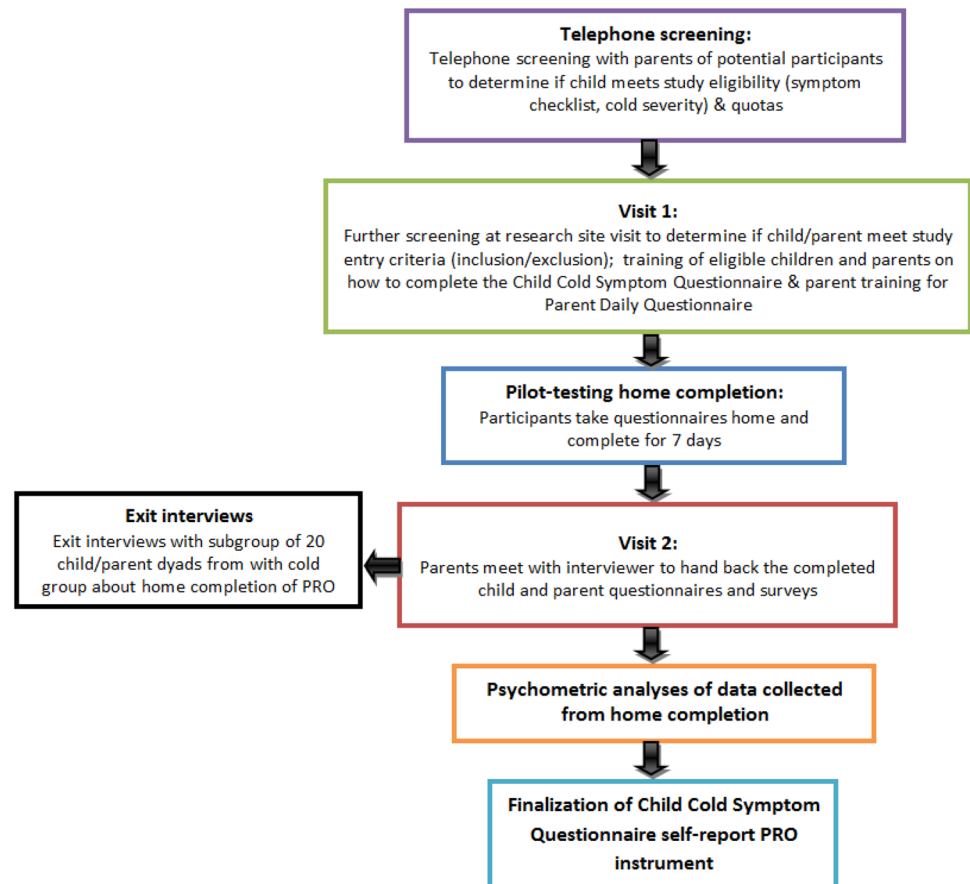 Telephone screening:
Telephone screening with parents of potential participants
to determine if child meets study eligibility (symptom
checklist, cold severity) & quotas
Visit 1:
Further screening at research site visit to determine if child/parent meet study
entry criteria (inclusion/exclusion); training of eligible children and parents on
how to complete the Child Cold Symptom Questionnaire & parent training for
Parent Daily Questionnaire
Pilot-testing home completion:
Participants take questionnaires home and
complete for 7 days
Exit interviews
Exit interviews with subgroup of 20
child/parent dyads from with cold
group about home completion of PRO
Visit 2:
Parents meet with interviewer to hand back the completed
child and parent questionnaires and surveys
Psychometric analyses of data collected
from home completion
Finalization of Child Cold Symptom
Questionnaire self-report PRO
instrument